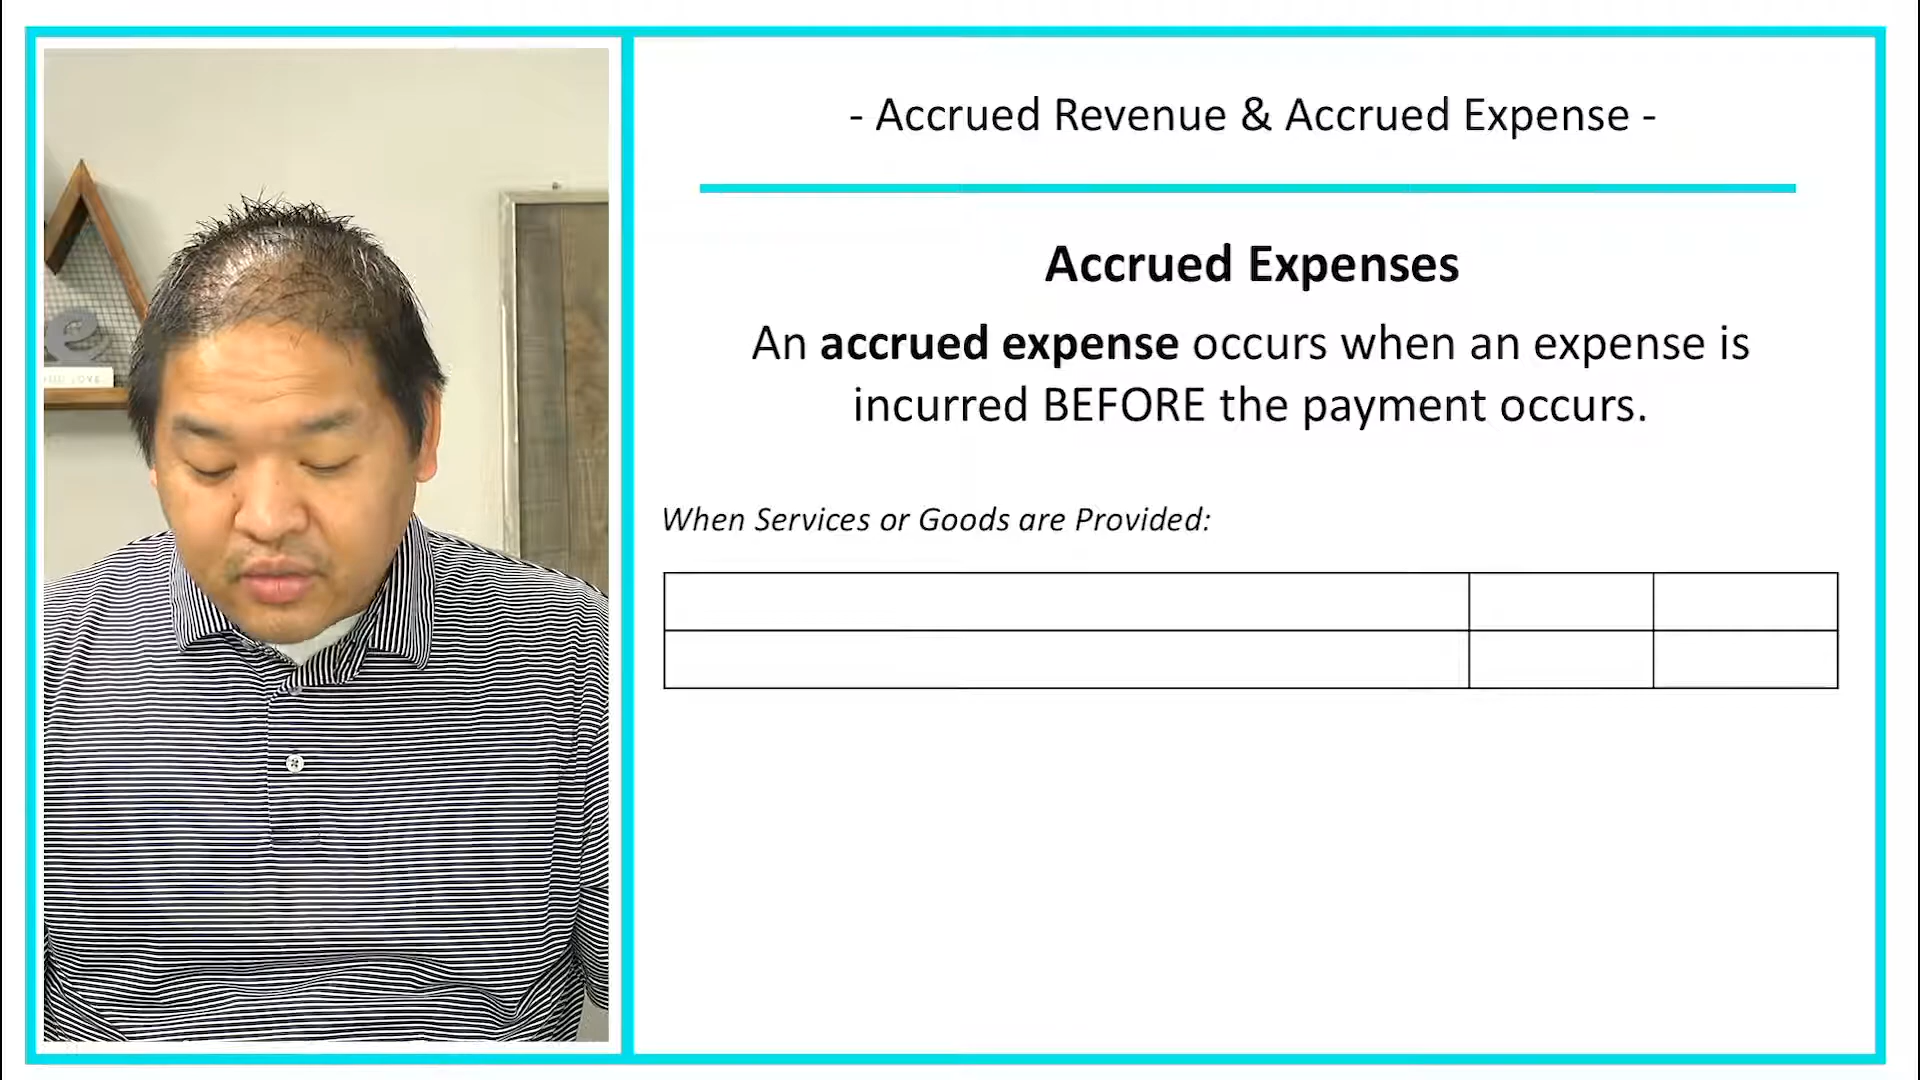 - Accrued Revenue & Accrued Expense -
Accrued Expenses
An accrued expense occurs when an expense is
incurred BEFORE the payment occurs.
When Services or Goods are Provided:
e
LOVE